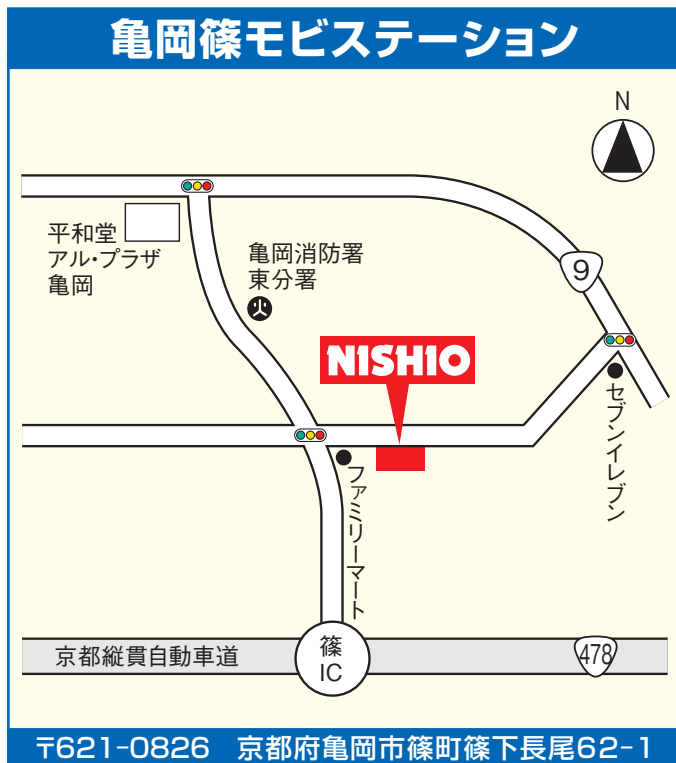 亀岡篠モビステーション
N
平和堂
アル・プラザ
亀岡
亀岡消防署
東分署
9
NISHIO
セブンイレブン
ファミリーマート
京都縦貫自動車道
篠
IC
478
〒621-0826 京都府亀岡市篠町篠下長尾62-1